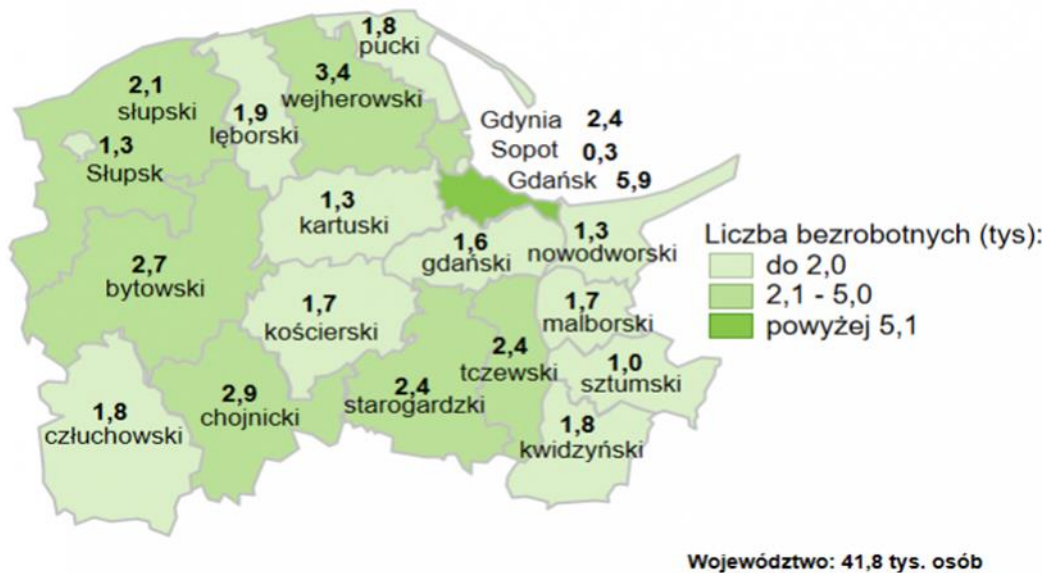 1,8
pucki
2,1
słupski
3,4
wejherowski
1,9
lęborski
1,3
Słupsk
Gdynia 2,4
Sopot 0,3
Gdańsk 5,9
1,3
kartuski
1,6
gdański
1,3
nowodworski
2,7
bytowski
1,7
kościerski
1,7
malborski
2,4
tczewski
1,0
sztumski
1,8
człuchowski
2,9
chojnicki
2,4
starogardzki
1,8
kwidzyński
Liczba bezrobotnych (tys):
do 2,0
2,1 - 5,0
powyżej 5,1
Województwo: 41,8 tys. osób